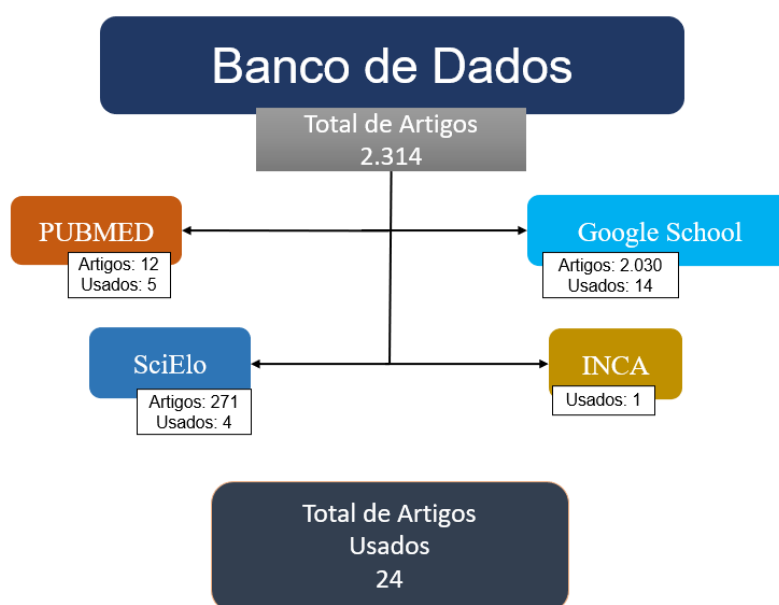 Banco de Dados
Total de Artigos
2.314
PUBMED
Artigos: 12
Usados: 5
Google School
Artigos: 2.030
Usados: 14
SciElo
Artigos: 271
Usados: 4
INCA
Usados: 1
Total de Artigos
Usados
24